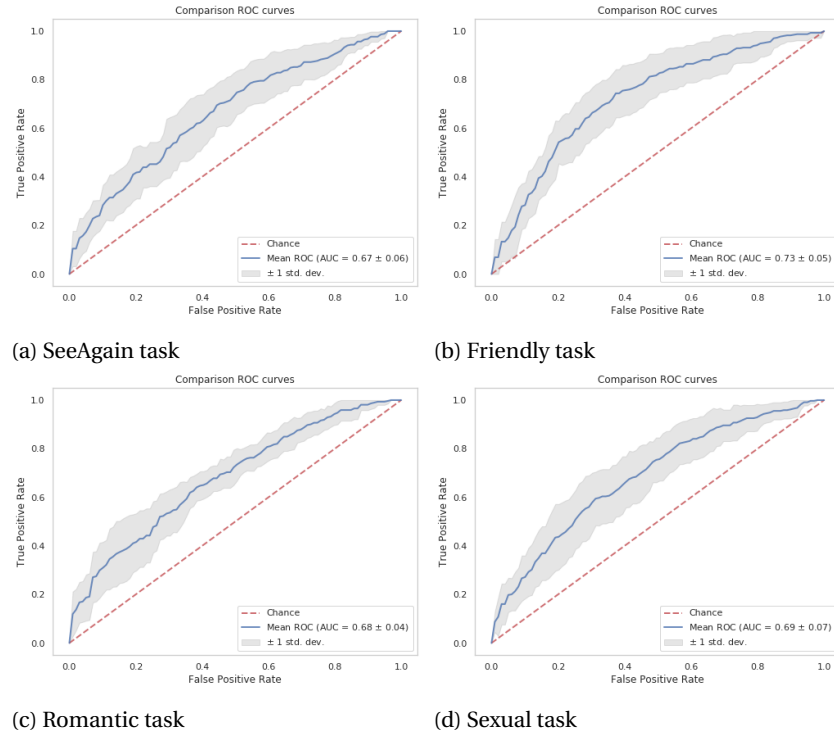 Comparison ROC curves
True Positive Rate
1.0
0.8
0.6
0.4
0.2
0.0
Chance
Mean ROC (AUC = 0.67 ± 0.06)
± 1 std. dev.
0.0 0.2 0.4 0.6 0.8 1.0
False Positive Rate
(a) SeeAgain task
Comparison ROC curves
True Positive Rate
1.0
0.8
0.6
0.4
0.2
0.0
Chance
Mean ROC (AUC = 0.73 ± 0.05)
± 1 std. dev.
0.0 0.2 0.4 0.6 0.8 1.0
False Positive Rate
(b) Friendly task
Comparison ROC curves
True Positive Rate
1.0
0.8
0.6
0.4
0.2
0.0
Chance
Mean ROC (AUC = 0.68 ± 0.04)
± 1 std. dev.
0.0 0.2 0.4 0.6 0.8 1.0
False Positive Rate
(c) Romantic task
Comparison ROC curves
True Positive Rate
1.0
0.8
0.6
0.4
0.2
0.0
Chance
Mean ROC (AUC = 0.69 ± 0.07)
± 1 std. dev.
0.0 0.2 0.4 0.6 0.8 1.0
False Positive Rate
(d) Sexual task